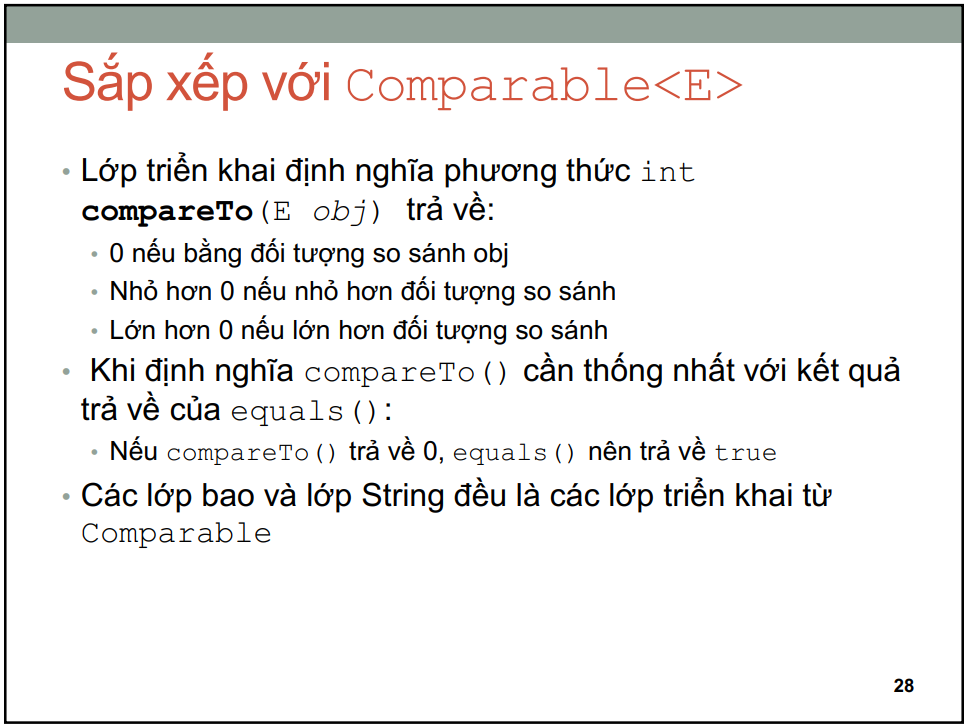 Sắp xếp với Comparable<E>
• Lớp triển khai định nghĩa phương thức int
compareTo(E obj) trả về:
• 0 nếu bằng đối tượng so sánh obj
• Nhỏ hơn 0 nếu nhỏ hơn đối tượng so sánh
• Lớn hơn 0 nếu lớn hơn đối tượng so sánh
• Khi định nghĩa compareTo() cần thống nhất với kết quả
trả về của equals():
• Nếu compareTo() trả về 0, equals() nên trả về true
• Các lớp bao và lớp String đều là các lớp triển khai từ
Comparable
28